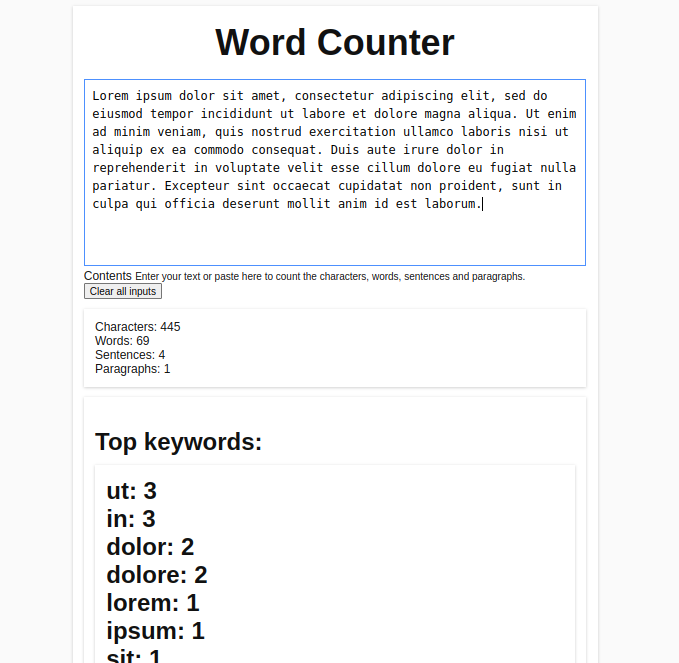 Word Counter
Lorem ipsum dolor sit amet, consectetur adipiscing elit, sed do
eiusmod tempor incididunt ut labore et dolore magna aliqua. Ut enim
ad minim veniam, quis nostrud exercitation ullamco laboris nisi ut
aliquip ex ea commodo consequat. Duis aute irure dolor in
reprehenderit in voluptate velit esse cillum dolore eu fugiat nulla
pariatur. Excepteur sint occaecat cupidatat non proident, sunt in
culpa qui officia deserunt mollit anim id est laborum.
Contents Enter your text or paste here to count the characters, words, sentences and paragraphs.
Clear all inputs
Characters: 445
Words: 69
Sentences: 4
Paragraphs: 1
Top keywords:
ut: 3
in: 3
dolor: 2
dolore: 2
lorem: 1
ipsum: 1
sit: 1